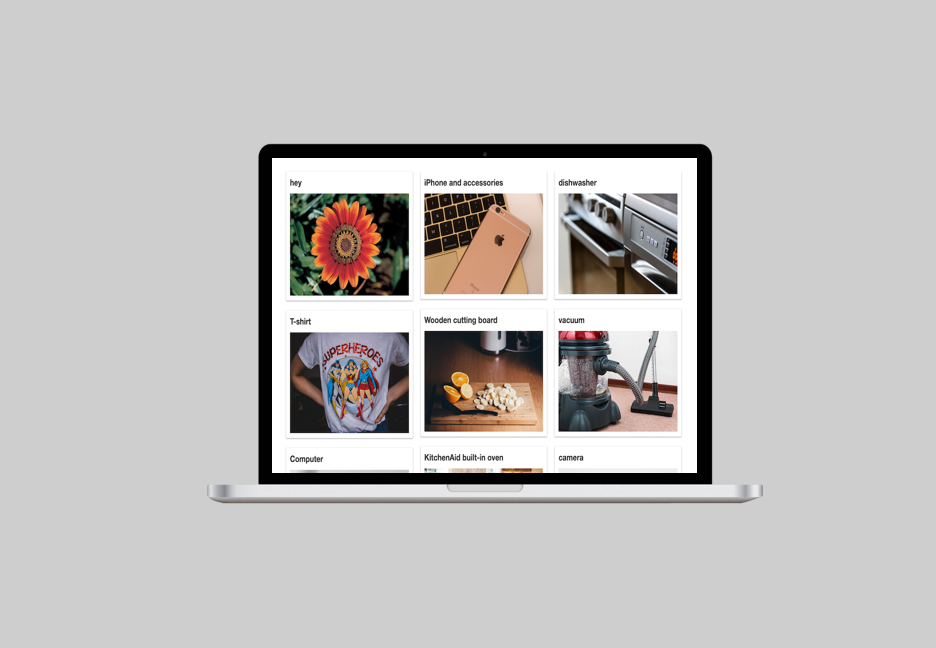 hey
iPhone and accessories
dishwasher
T-shirt
SUPERHEROES
Wooden cutting board
vacuum
Computer
KitchenAid built-in oven
camera